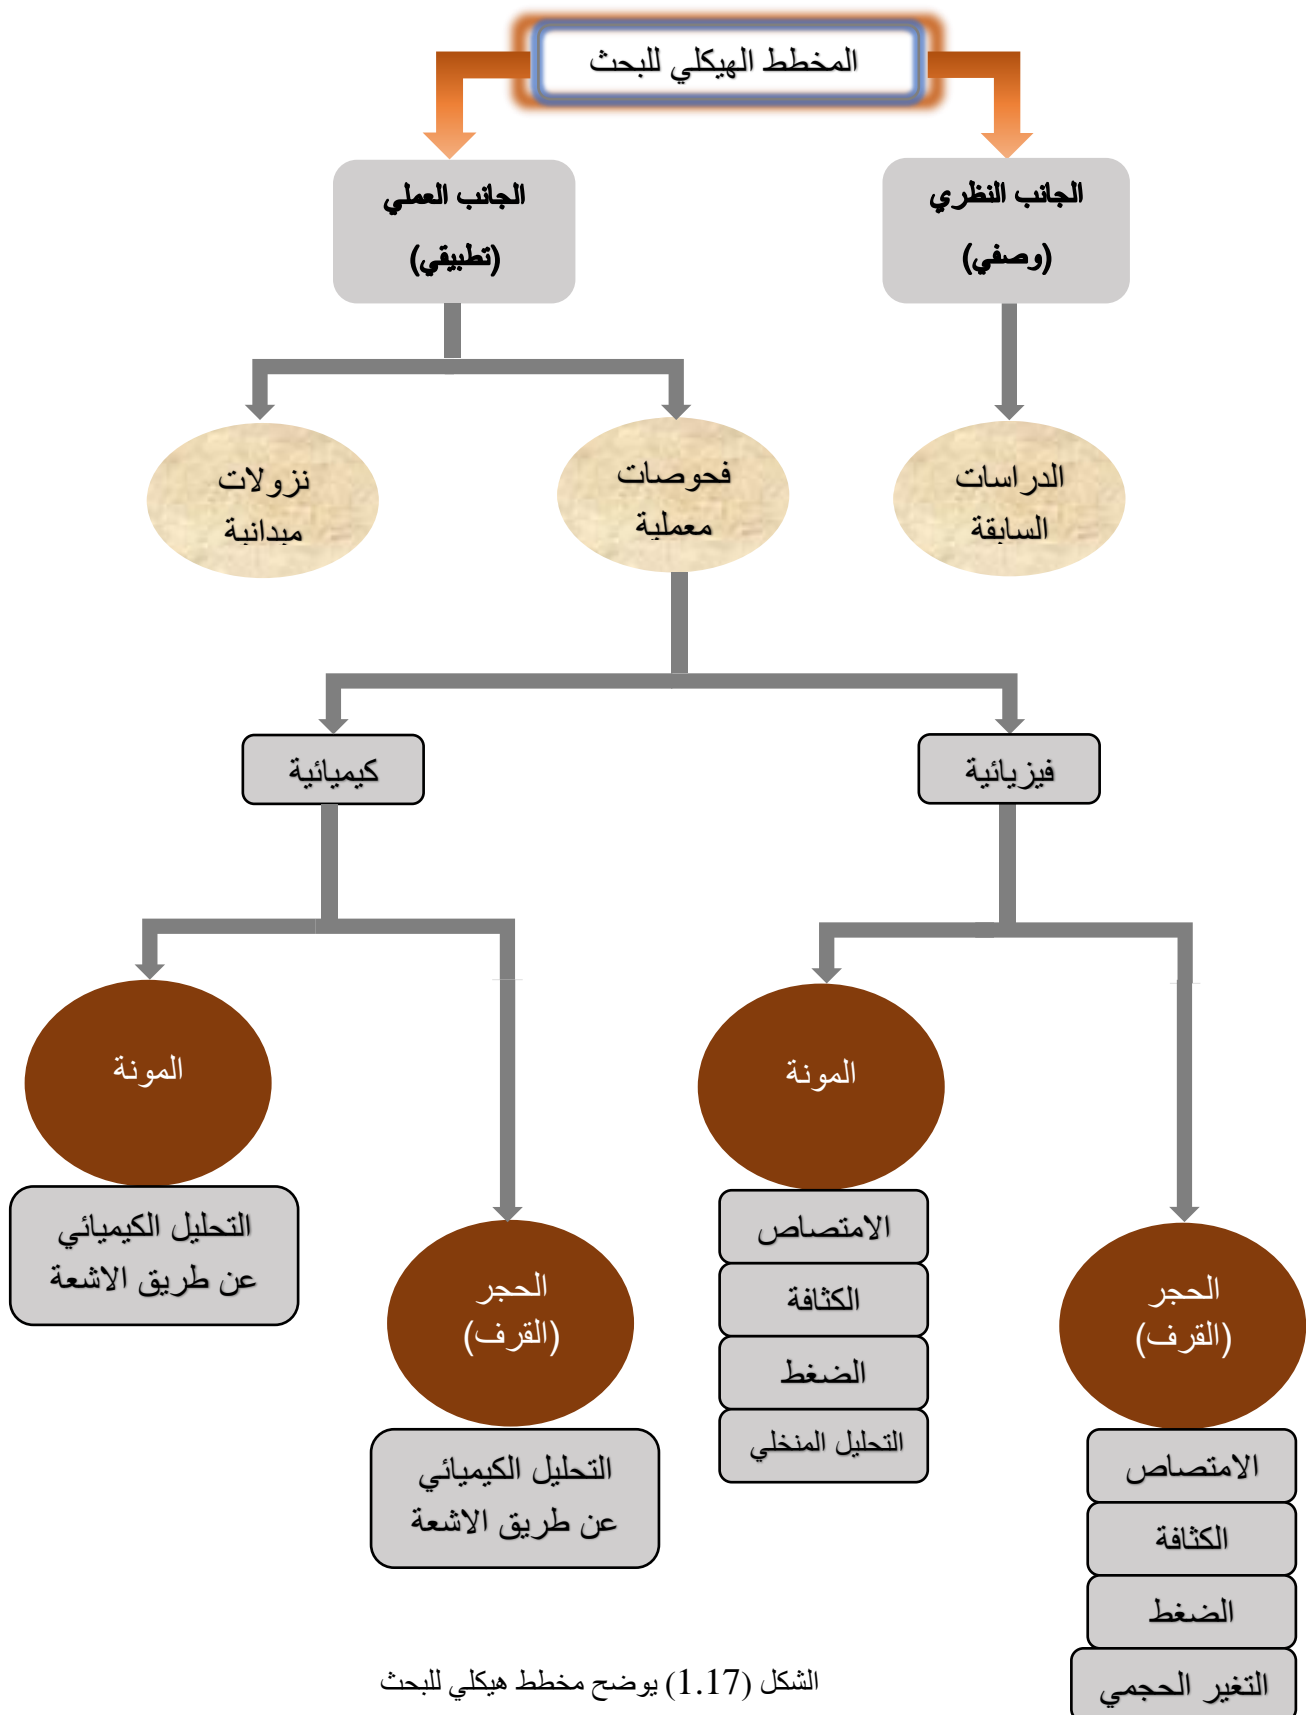 المخطط الهيكلي للبحث
الجانب النظري
(وصفي)
الجانب العملي
(تطبيقي)
الدراسات
السابقة
فحوصات
معملية
نزولات
ميدانية
فيزيائية
كيميائية
المونة
الامتصاص
الكثافة
الضغط
التحليل المنخلي
الحجر
(القرف)
الامتصاص
الكثافة
الضغط
التغير الحجمي
المونة
التحليل الكيميائي
عن طريق الاشعة
الحجر
(القرف)
التحليل الكيميائي
عن طريق الاشعة
الشكل (1.17) يوضح مخطط هيكلي للبحث